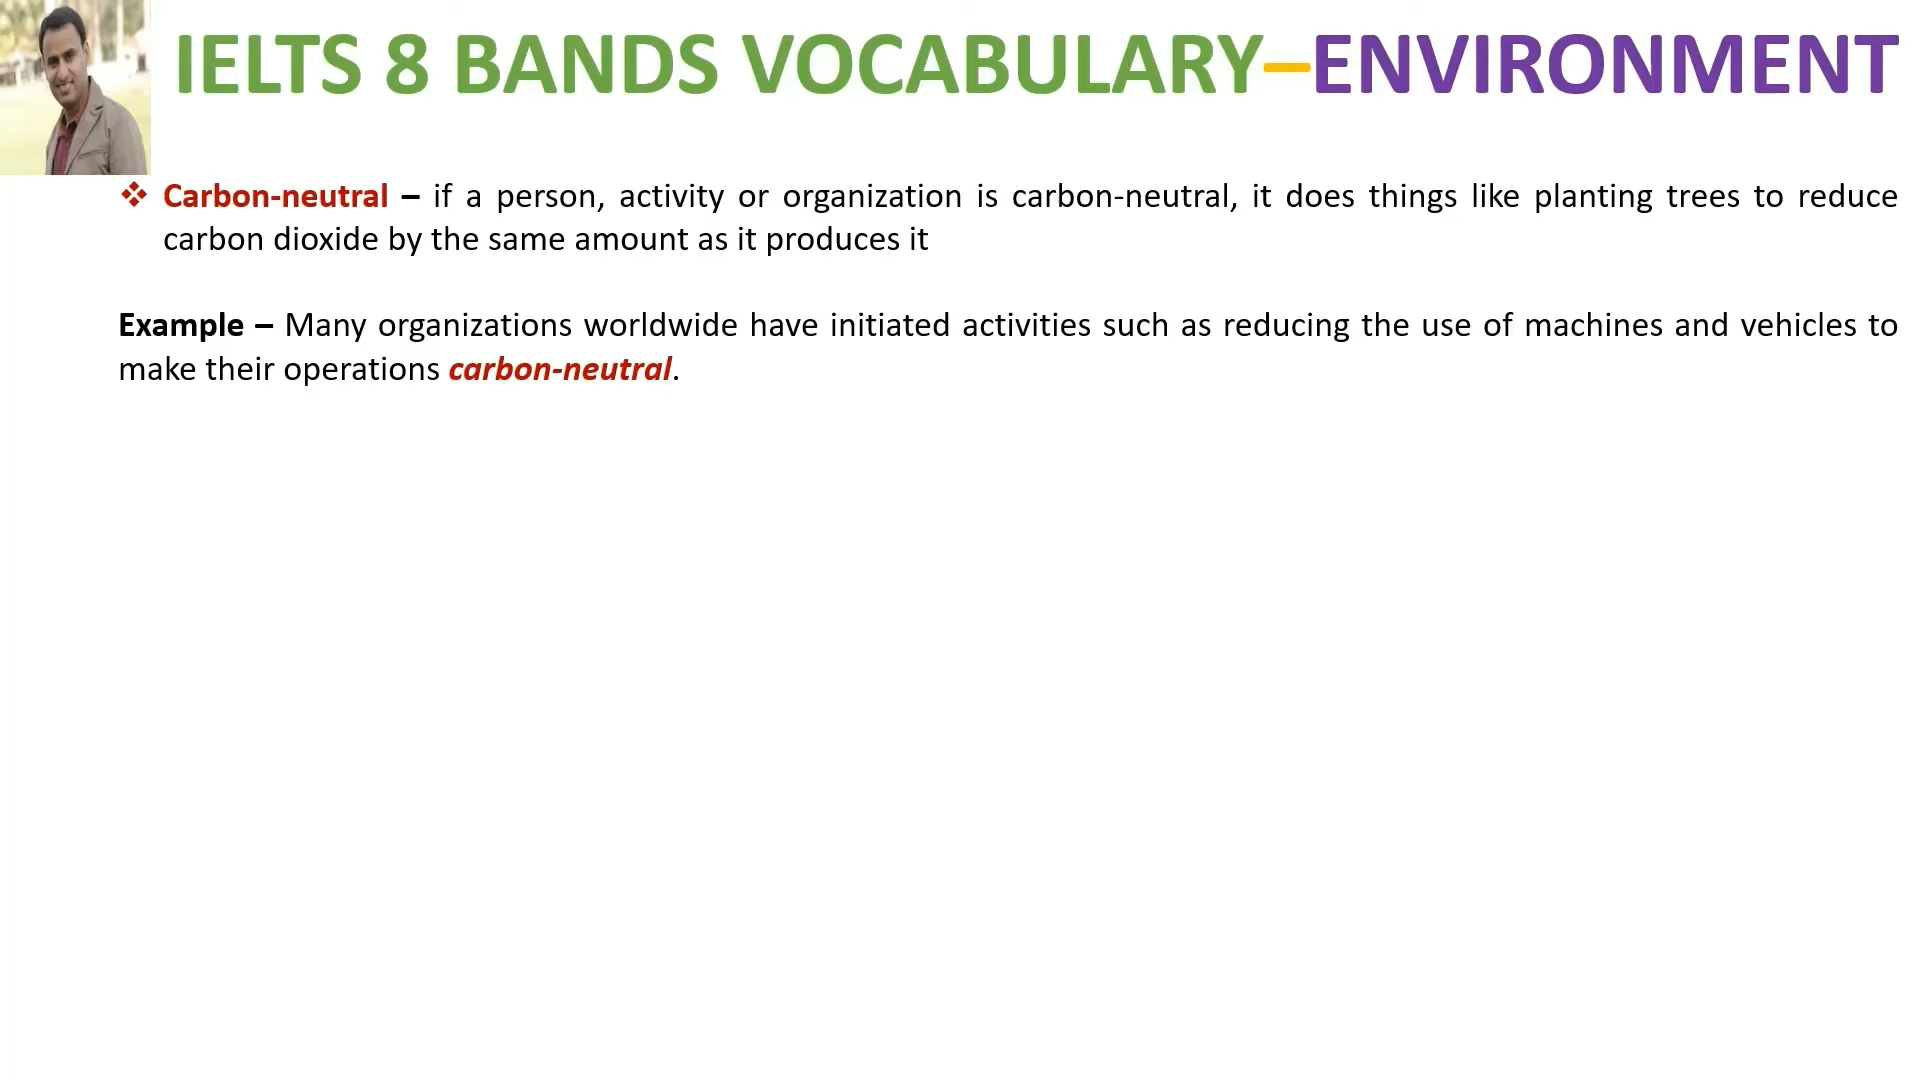 IELTS 8 BANDS VOCABULARY–ENVIRONMENT
❖ Carbon-neutral – if a person, activity or organization is carbon-neutral, it does things like planting trees to reduce
carbon dioxide by the same amount as it produces it
Example – Many organizations worldwide have initiated activities such as reducing the use of machines and vehicles to
make their operations carbon-neutral.